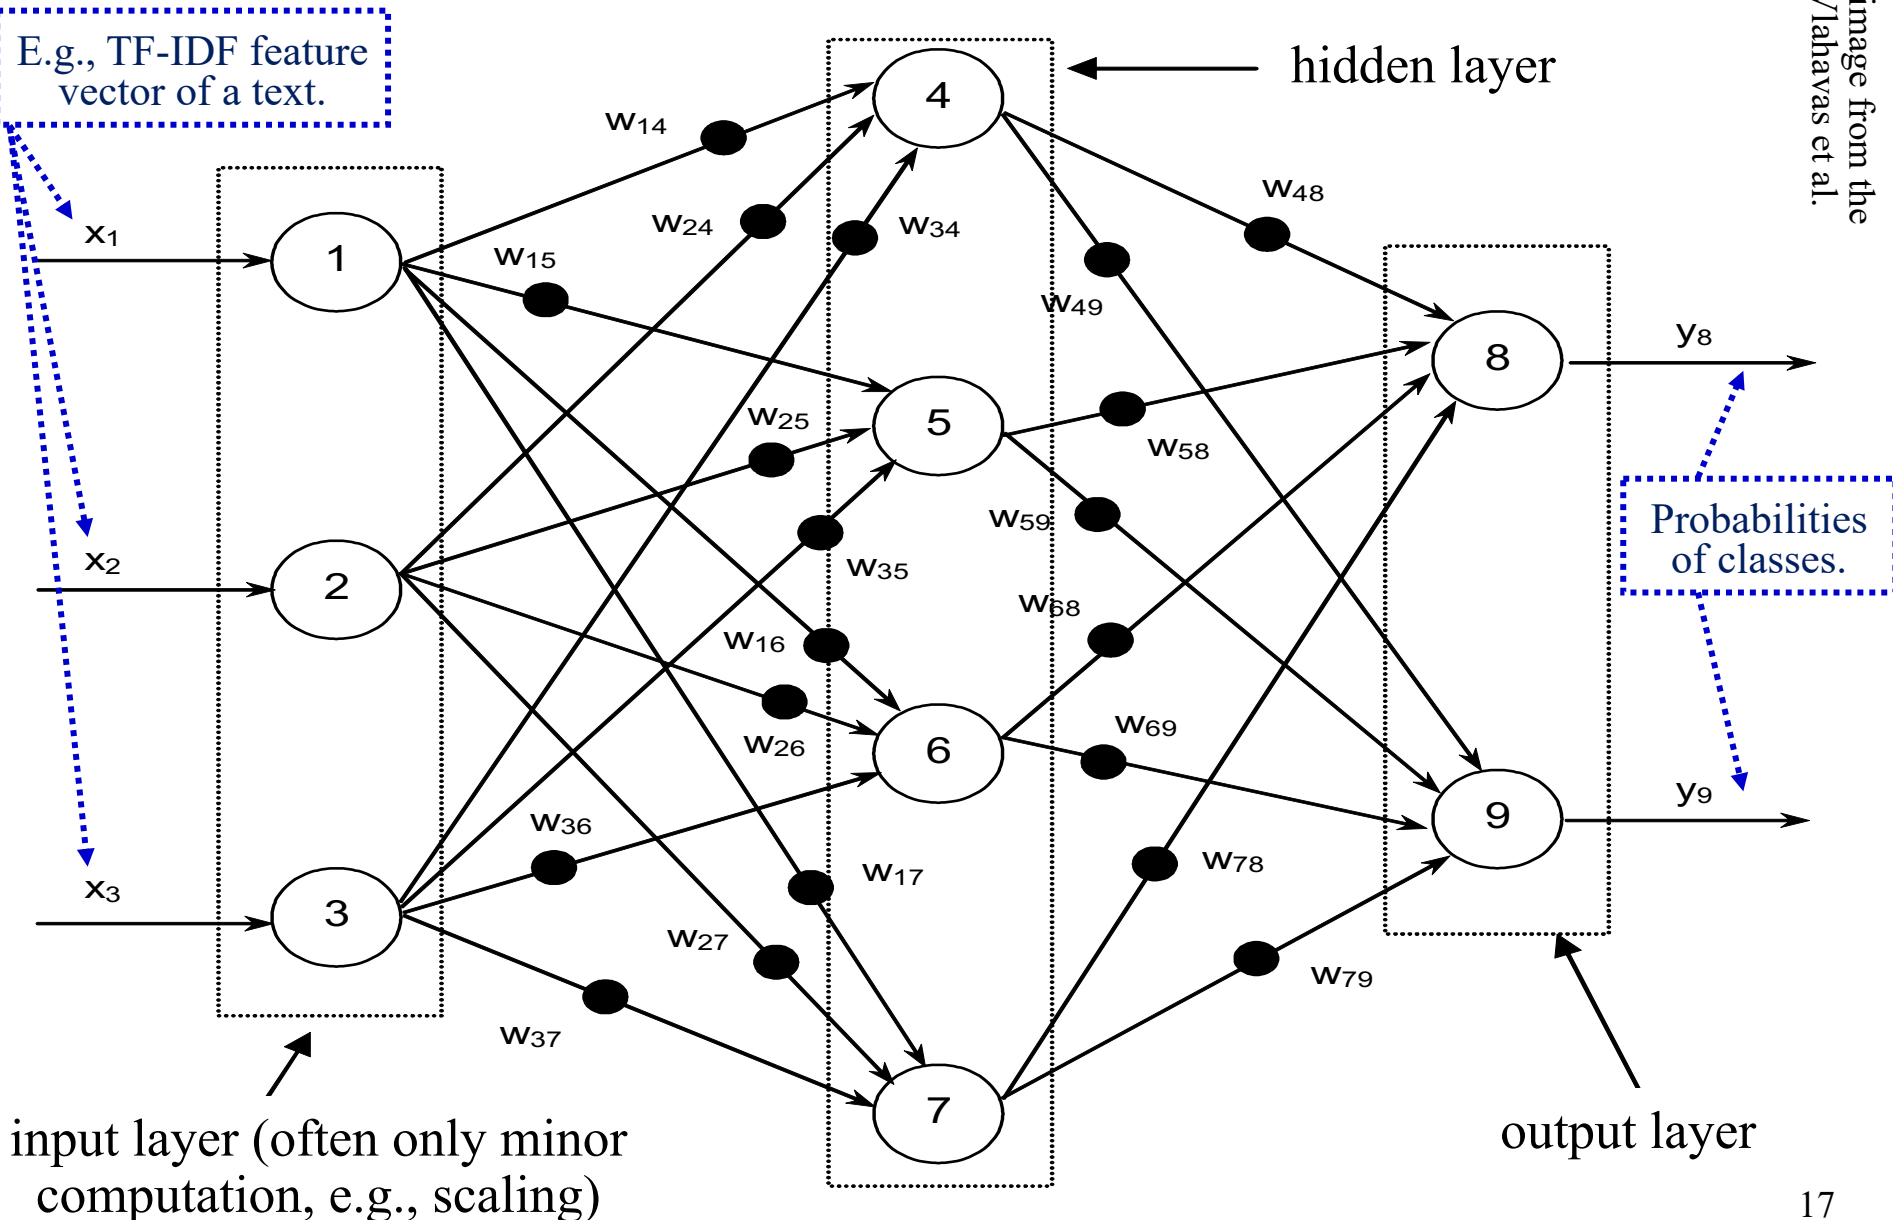 E.g., TF-IDF feature
vector of a text.
hidden layer
image from the
Vlahavas et al.
4
w14
w24
w34
w48
w15
x1
1
w49
y8
8
w25
5
w58
w59
Probabilities
of classes.
x2
2
w35
w68
w16
w26
6
w69
y9
9
w36
w17
w78
x3
3
w27
w79
w37
7
input layer (often only minor
computation, e.g., scaling)
output layer
17